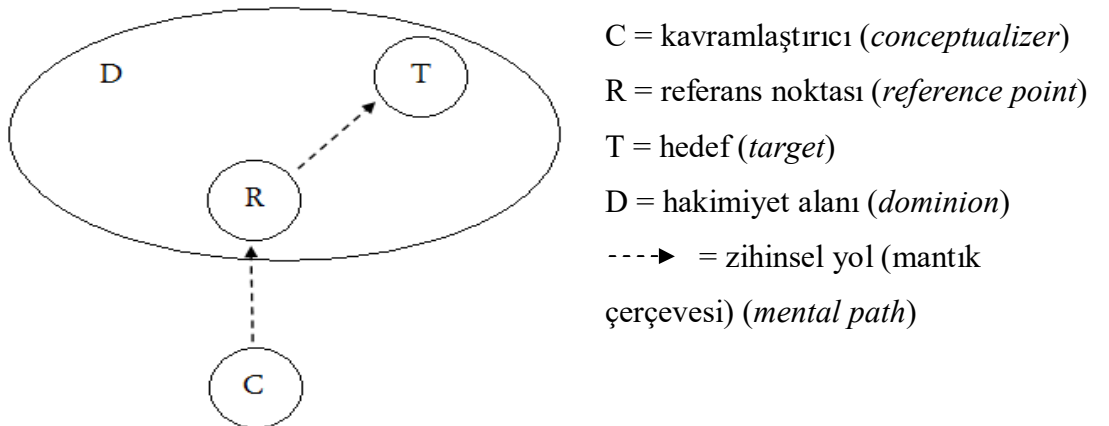 D
T
R
C
C = kavramlaştırıcı (conceptualizer)
R = referans noktası (reference point)
T = hedef (target)
D = hakimiyet alanı (dominion)
= zihinsel yol (mantık
çerçevesi) (mental path)